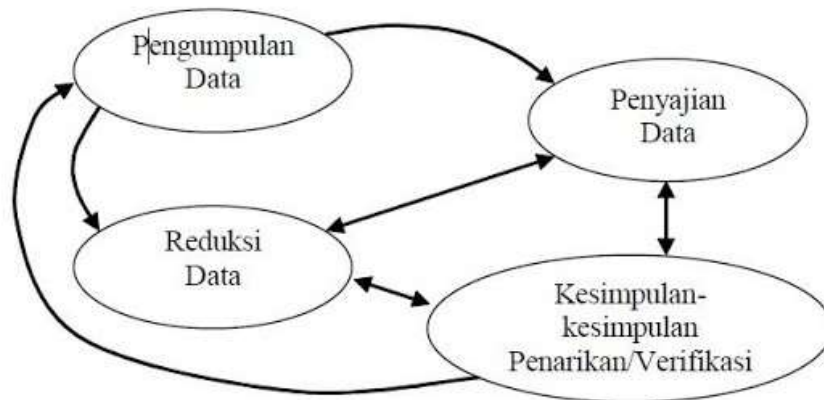 Pengumpulan
Data
Penyajian
Data
Reduksi
Data
Kesimpulan-
kesimpulan
Penarikan/Verifikasi